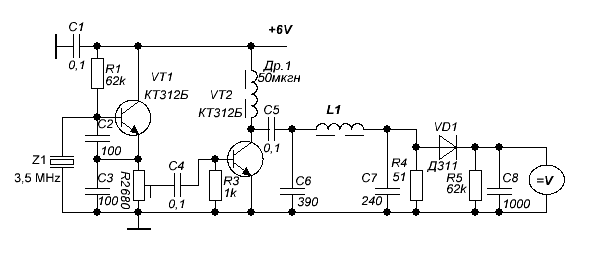 C1
0,1
+6V
R1
62k
VT1
КТ312Б
Др.1
50мкгн
VT2
КТ312Б
C5
0,1
L1
VD1
Д311
C2
100
Z1
3,5 MHz
C3
100
R2680
C4
0,1
R3
1k
C6
390
C7
240
R4
51
R5
62k
C8
1000
=V